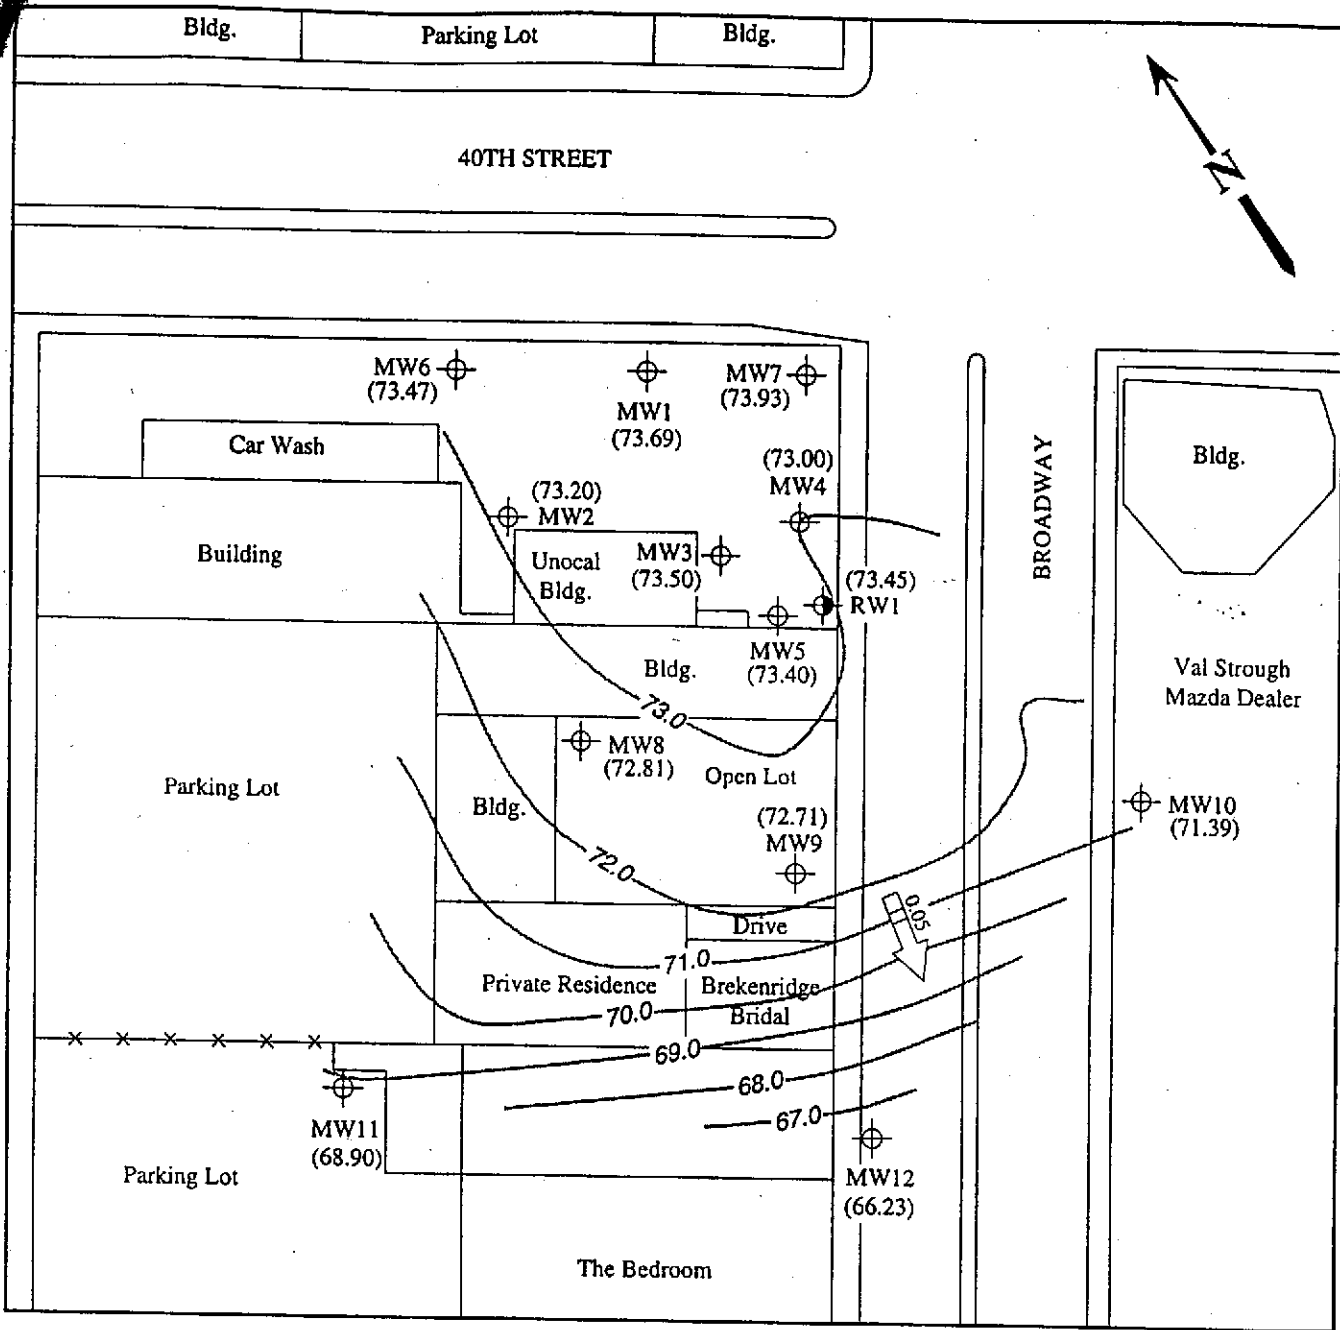 Bldg.
Parking Lot
Bldg.
40TH STREET
N
MW6
(73.47)
MW1
(73.69)
MW7
(73.93)
Car Wash
(73.20)
MW2
(73.00)
MW4
BROADWAY
Bldg.
Building
Unocal
Bldg.
MW3
(73.50)
(73.45)
RW1
MW5
(73.40)
Bldg.
73.0
Val Strough
Mazda Dealer
MW8
(72.81)
Open Lot
Parking Lot
Bldg.
(72.71)
MW9
MW10
(71.39)
72.0
0.05
Drive
71.0
Private Residence
Brekenridge
Bridal
70.0
69.0
68.0
67.0
MW11
(68.90)
Parking Lot
MW12
(66.23)
The Bedroom